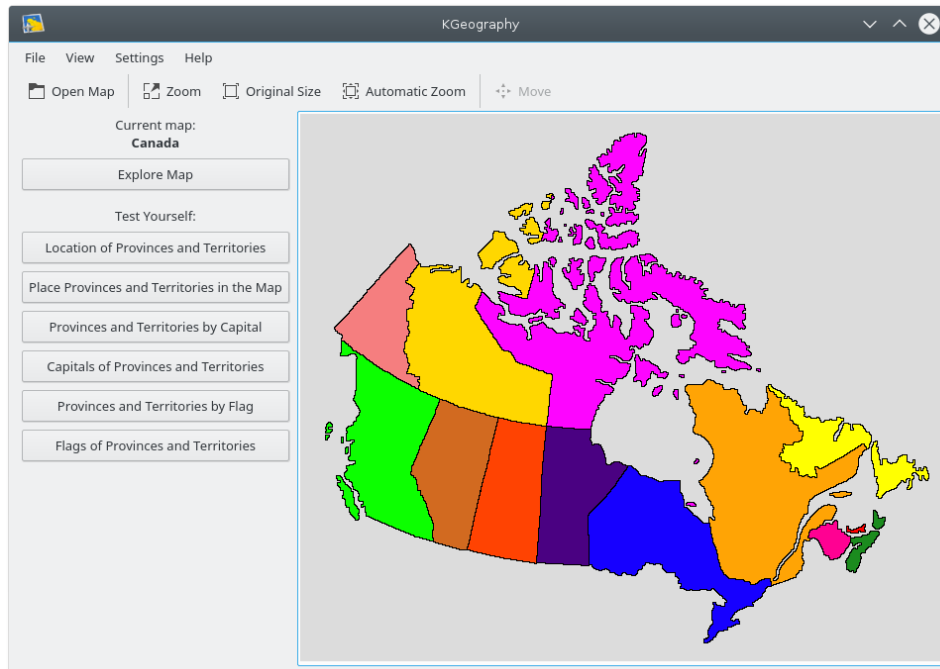 KGeography
File View Settings Help
Open Map Zoom Original Size Automatic Zoom Move
Current map:
Canada
Explore Map
Test Yourself:
Location of Provinces and Territories
Place Provinces and Territories in the Map
Provinces and Territories by Capital
Capitals of Provinces and Territories
Provinces and Territories by Flag
Flags of Provinces and Territories